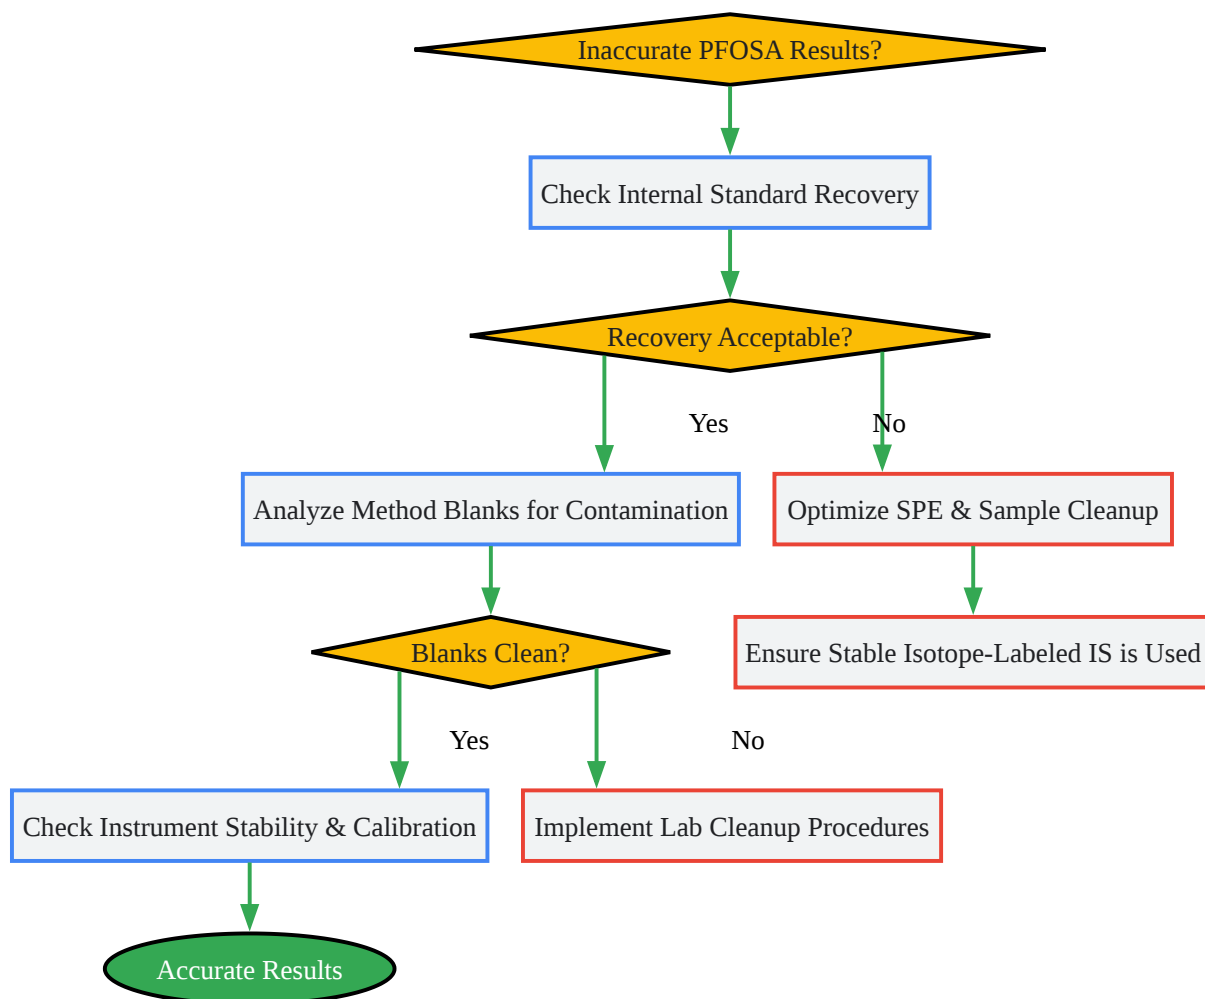 Inaccurate PFOSA Results?
Check Internal Standard Recovery
Recovery Acceptable?
Yes
No
Analyze Method Blanks for Contamination
Optimize SPE & Sample Cleanup
Blanks Clean?
Ensure Stable Isotope-Labeled IS is Used
Yes
No
Check Instrument Stability & Calibration
Implement Lab Cleanup Procedures
Accurate Results